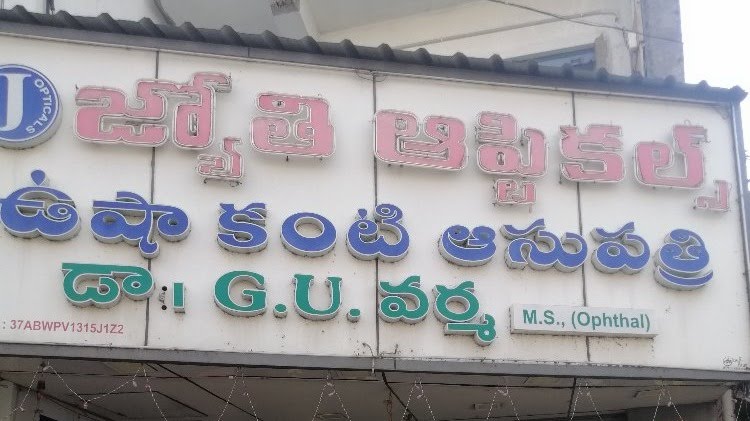 J OPTICALS
జ్యోతి ఆప్టికల్స్
ఉషా కంటి ఆసుపత్రి
డా॥ G.U. వర్మ M.S., (Ophthal)
: 37ABWPV1315J1Z2